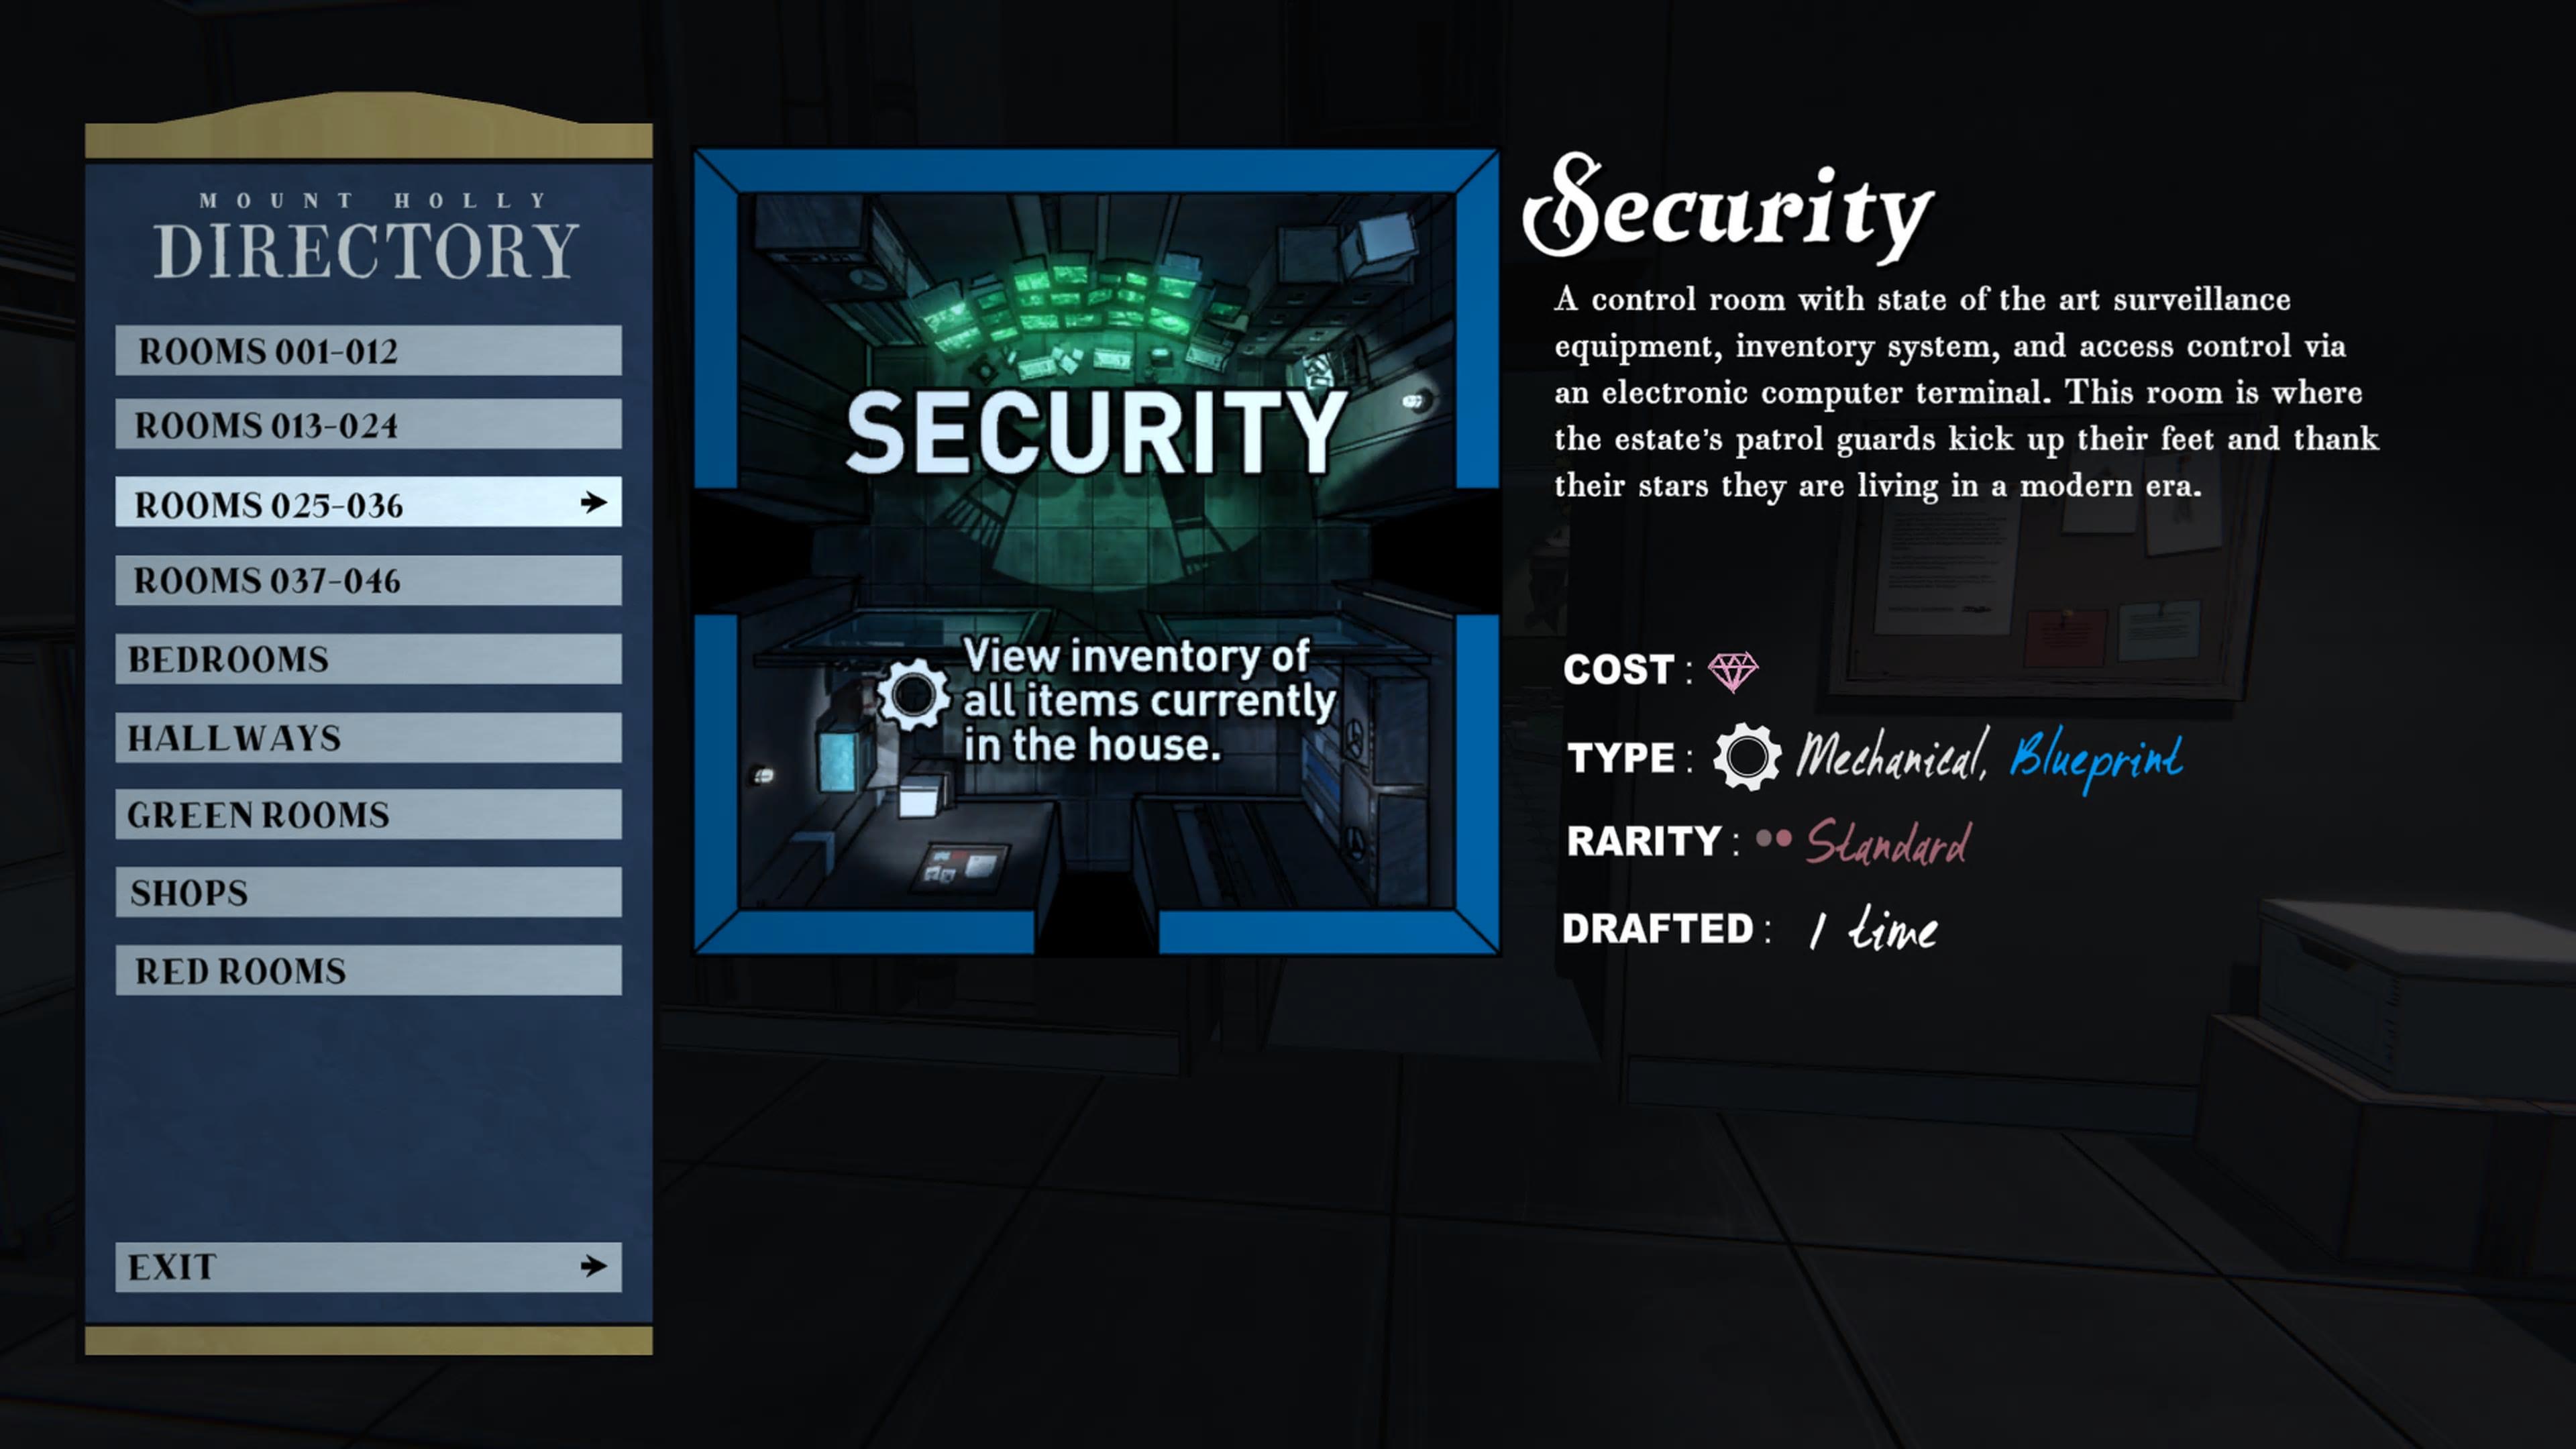 MOUNT HOLLY
DIRECTORY
ROOMS 001-012
ROOMS 013-024
ROOMS 025-036
ROOMS 037-046
BEDROOMS
HALLWAYS
GREEN ROOMS
SHOPS
RED ROOMS
EXIT
SECURITY
View inventory of
all items currently
in the house.
Security
A control room with state of the art surveillance
equipment, inventory system, and access control via
an electronic computer terminal. This room is where
the estate's patrol guards kick up their feet and thank
their stars they are living in a modern era.
COST :
TYPE : Mechanical, Blueprint
RARITY : Standard
DRAFTED : 1 time